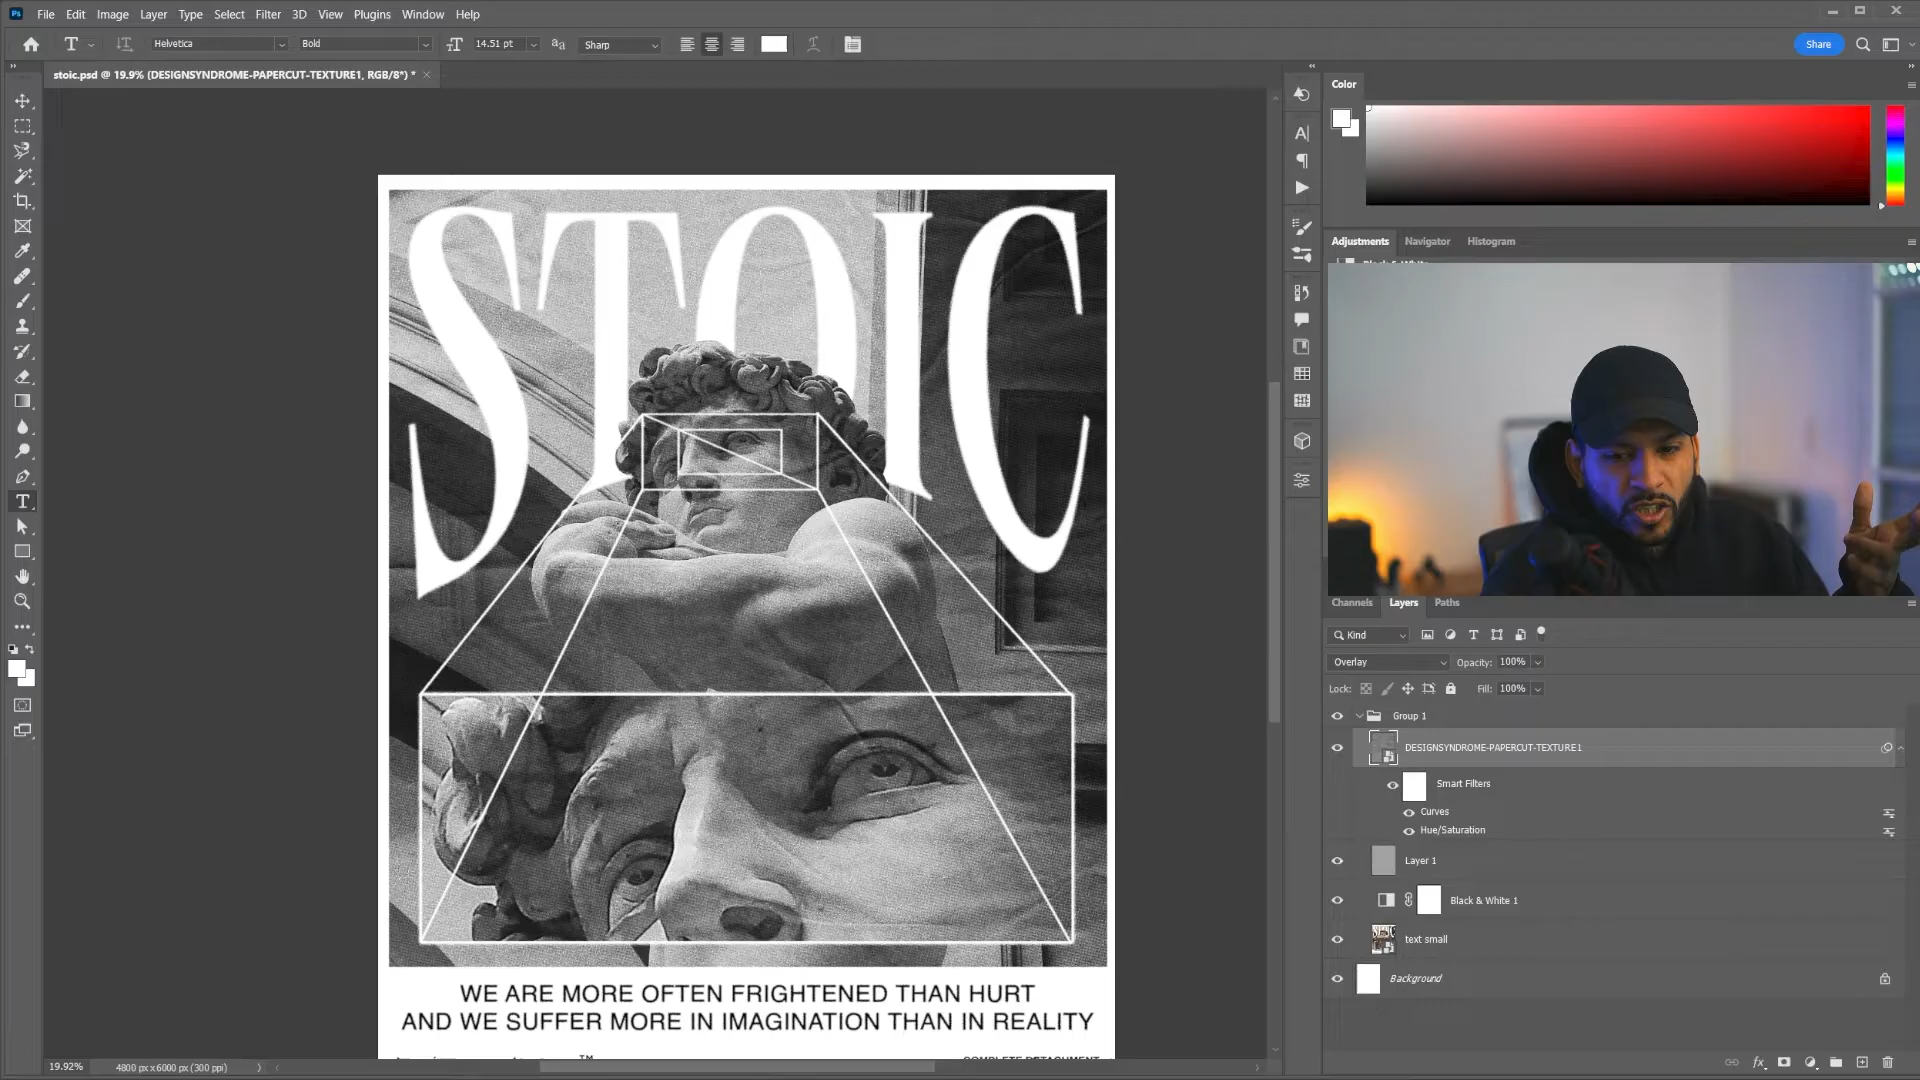 Ps File Edit Image Layer Type Select Filter 3D View Plugins Window Help
T Helvetica Bold 14.51 pt Sharp Share
stoic.psd @ 19.9% (DESIGNSYNDROME-PAPERCUT-TEXTURE1, RGB/8*) *
Color
Adjustments Navigator Histogram
STOIC
WE ARE MORE OFTEN FRIGHTENED THAN HURT
AND WE SUFFER MORE IN IMAGINATION THAN IN REALITY
COMPLETE DETACHMENT
Channels Layers Paths
Kind
Overlay Opacity: 100%
Lock: Fill: 100%
Group 1
DESIGNSYNDROME-PAPERCUT-TEXTURE1
Smart Filters
Curves
Hue/Saturation
Layer 1
Black & White 1
text small
Background
19.92% 4800 px x 6000 px (300 ppi)